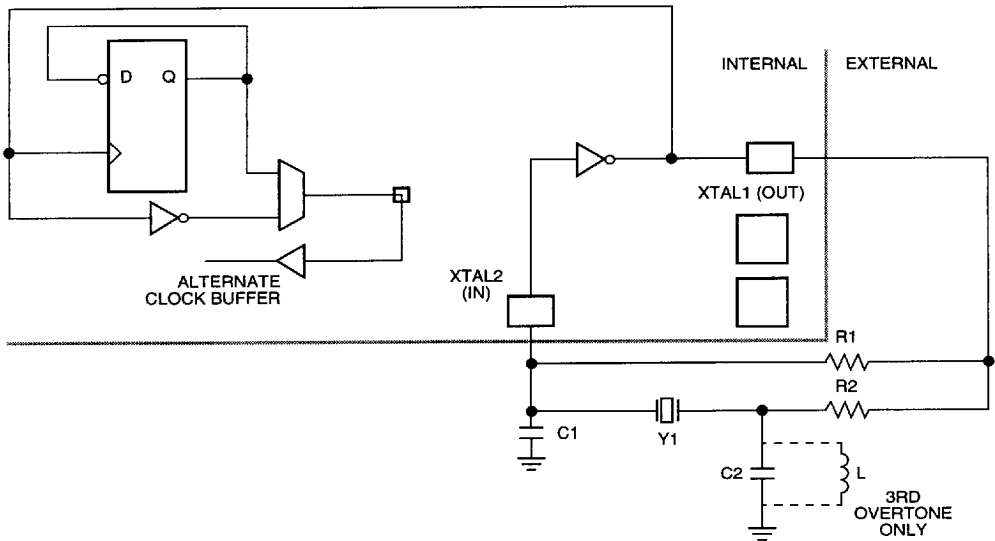 INTERNAL
EXTERNAL
D
Q
XTAL1 (OUT)
ALTERNATE
CLOCK BUFFER
XTAL2
(IN)
R1
R2
C1
Y1
C2
L
3RD
OVERTONE
ONLY